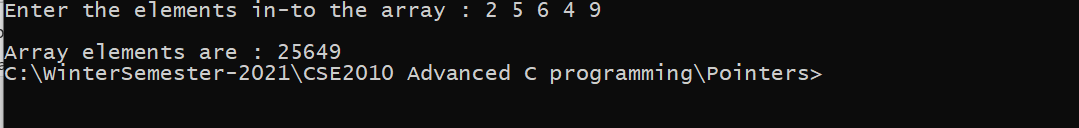 Enter the elements in-to the array : 2 5 6 4 9
Array elements are : 25649
C:\WinterSemester-2021\CSE2010 Advanced C programming\Pointers>